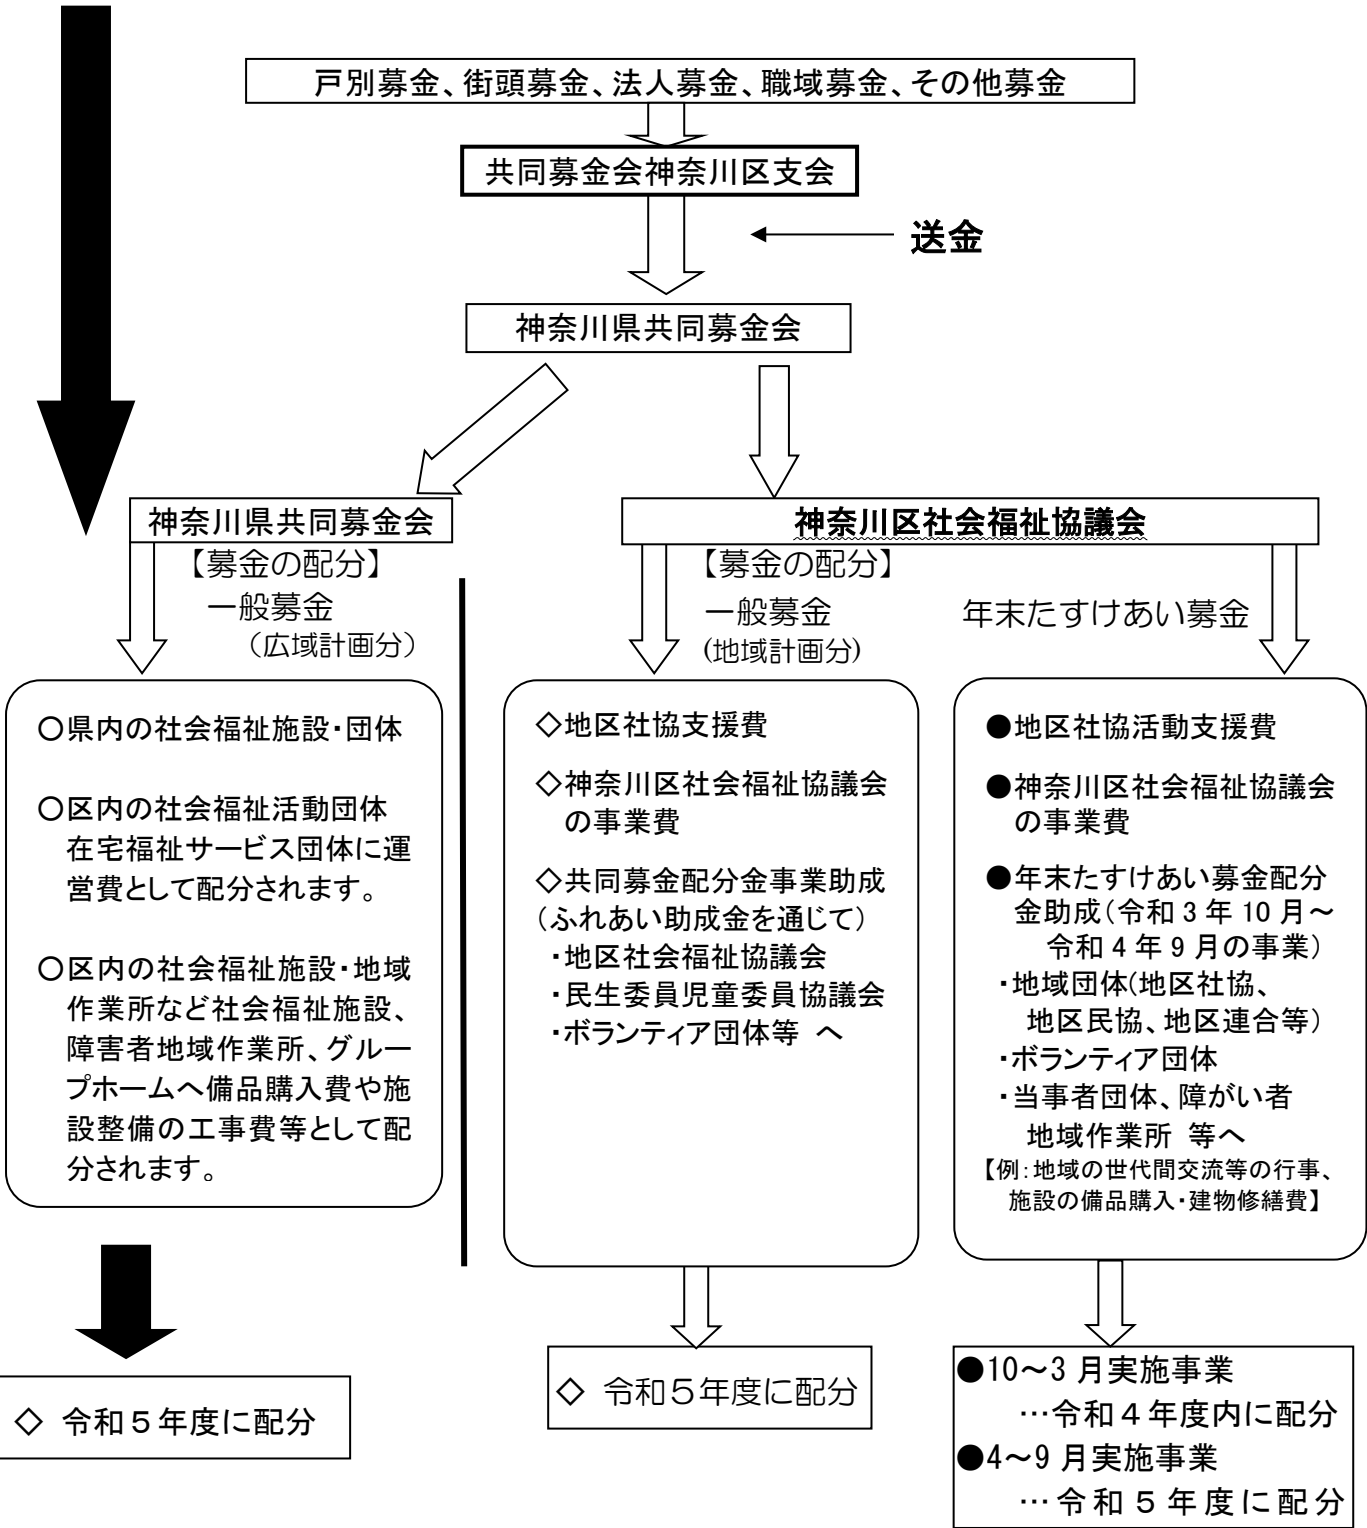 戸別募金、街頭募金、法人募金、職域募金、その他募金
共同募金会神奈川区支会
送金
神奈川県共同募金会
神奈川県共同募金会
【募金の配分】
一般募金
（広域計画分）
○県内の社会福祉施設・団体
○区内の社会福祉活動団体
在宅福祉サービス団体に運
営費として配分されます。
○区内の社会福祉施設・地域
作業所など社会福祉施設、
障害者地域作業所、グルー
プホームへ備品購入費や施
設整備の工事費等として配
分されます。
◇ 令和５年度に配分
神奈川区社会福祉協議会
【募金の配分】
一般募金
(地域計画分)
◇地区社協支援費
◇神奈川区社会福祉協議会
の事業費
◇共同募金配分金事業助成
（ふれあい助成金を通じて）
・地区社会福祉協議会
・民生委員児童委員協議会
・ボランティア団体等 へ
◇ 令和５年度に配分
年末たすけあい募金
●地区社協活動支援費
●神奈川区社会福祉協議会
の事業費
●年末たすけあい募金配分
金助成（令和 3 年 10 月～
令和 4 年 9 月の事業）
・地域団体(地区社協、
地区民協、地区連合等）
・ボランティア団体
・当事者団体、障がい者
地域作業所 等へ
【例：地域の世代間交流等の行事、
施設の備品購入・建物修繕費】
●10～3 月実施事業
…令和４年度内に配分
●4～9 月実施事業
…令和５年度に配分